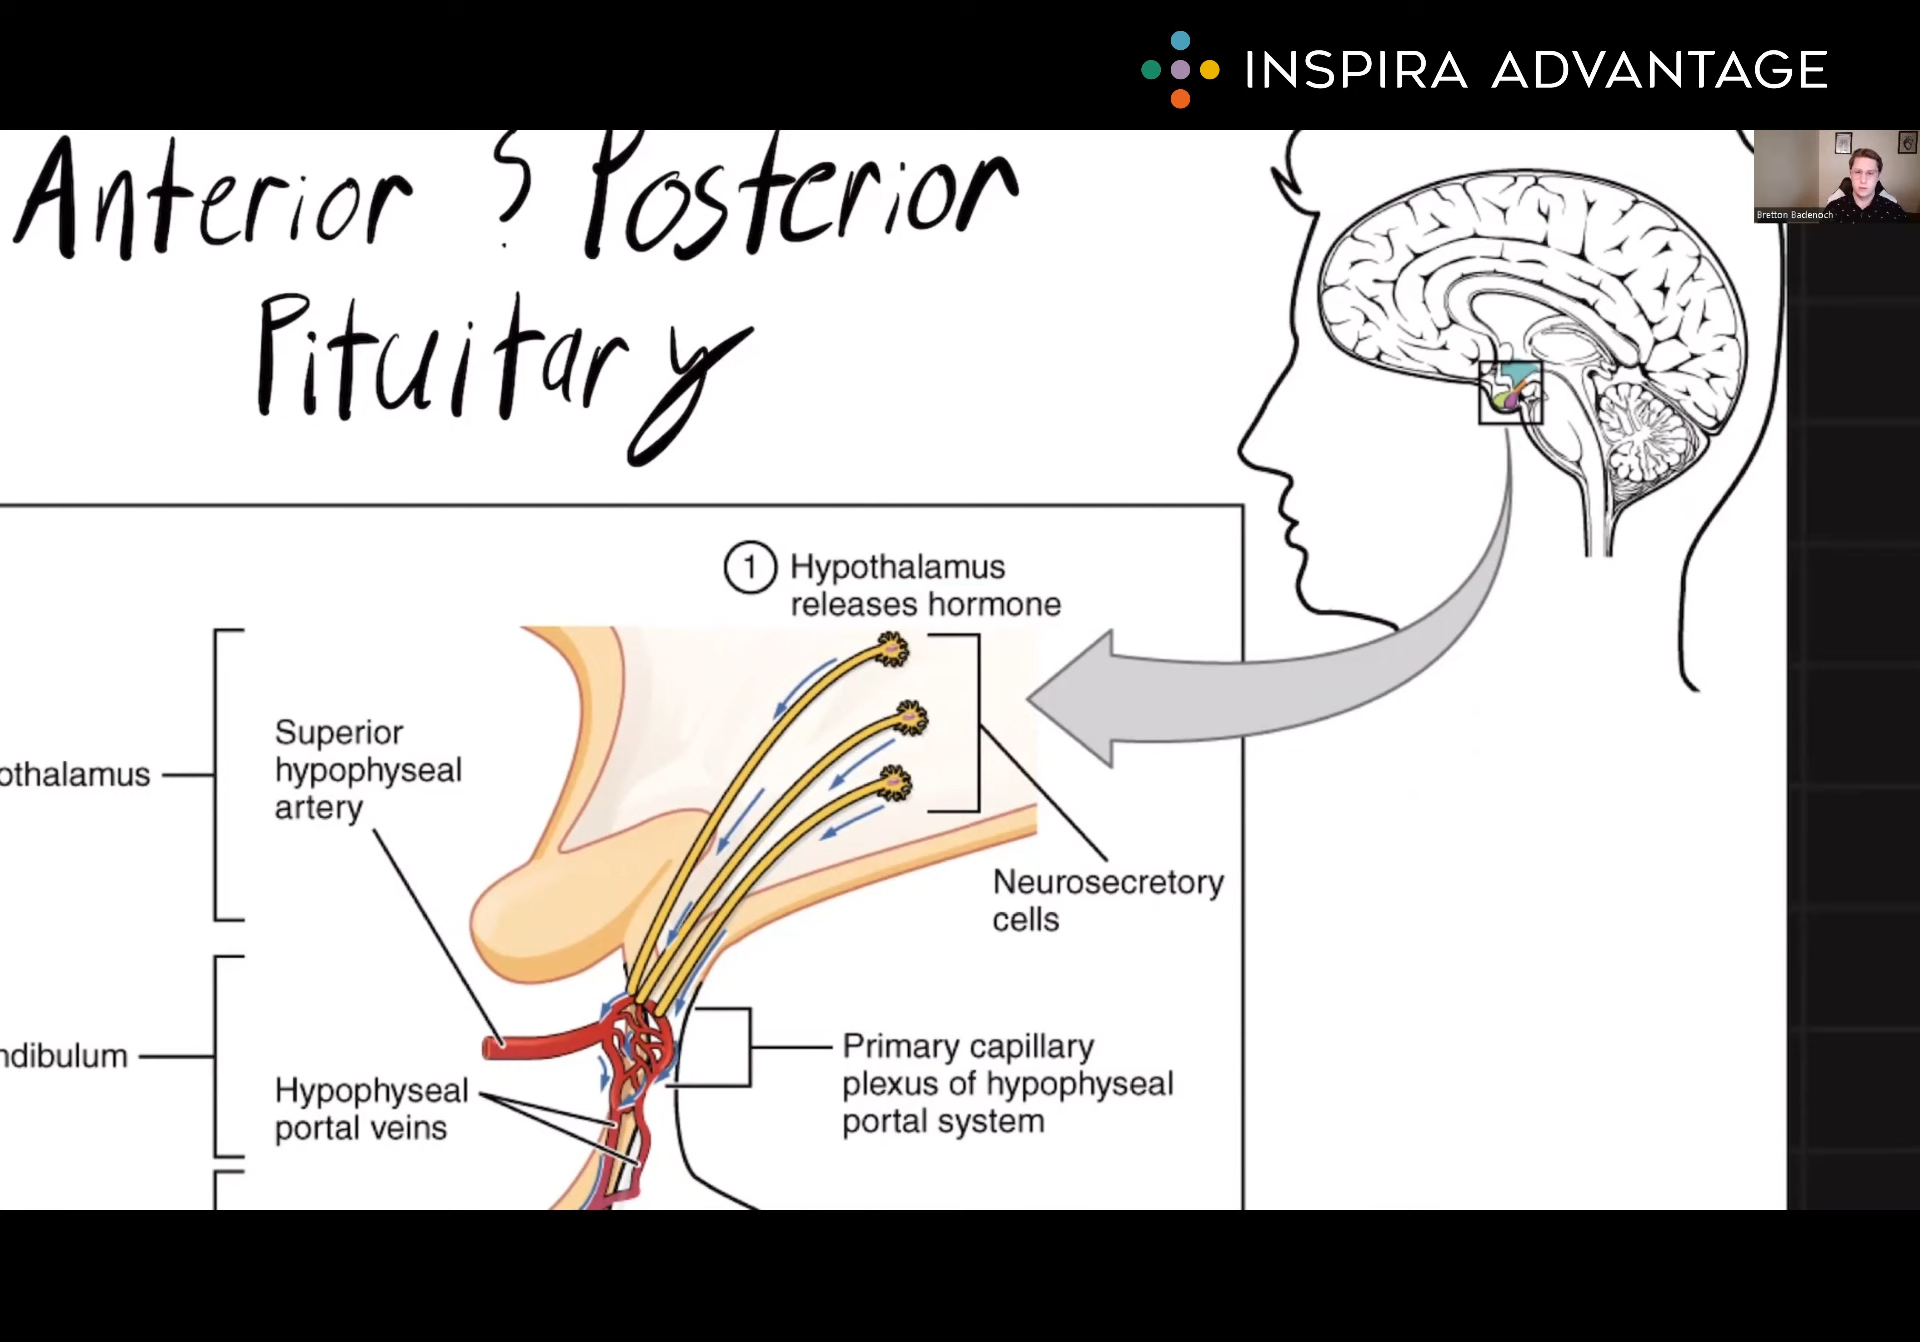 INSPIRA ADVANTAGE
Bretton Badenoch
Anterior & Posterior
Pituitary
1 Hypothalamus
releases hormone
Superior
hypophyseal
artery
othalamus
Neurosecretory
cells
ndibulum
Primary capillary
plexus of hypophyseal
portal system
Hypophyseal
portal veins